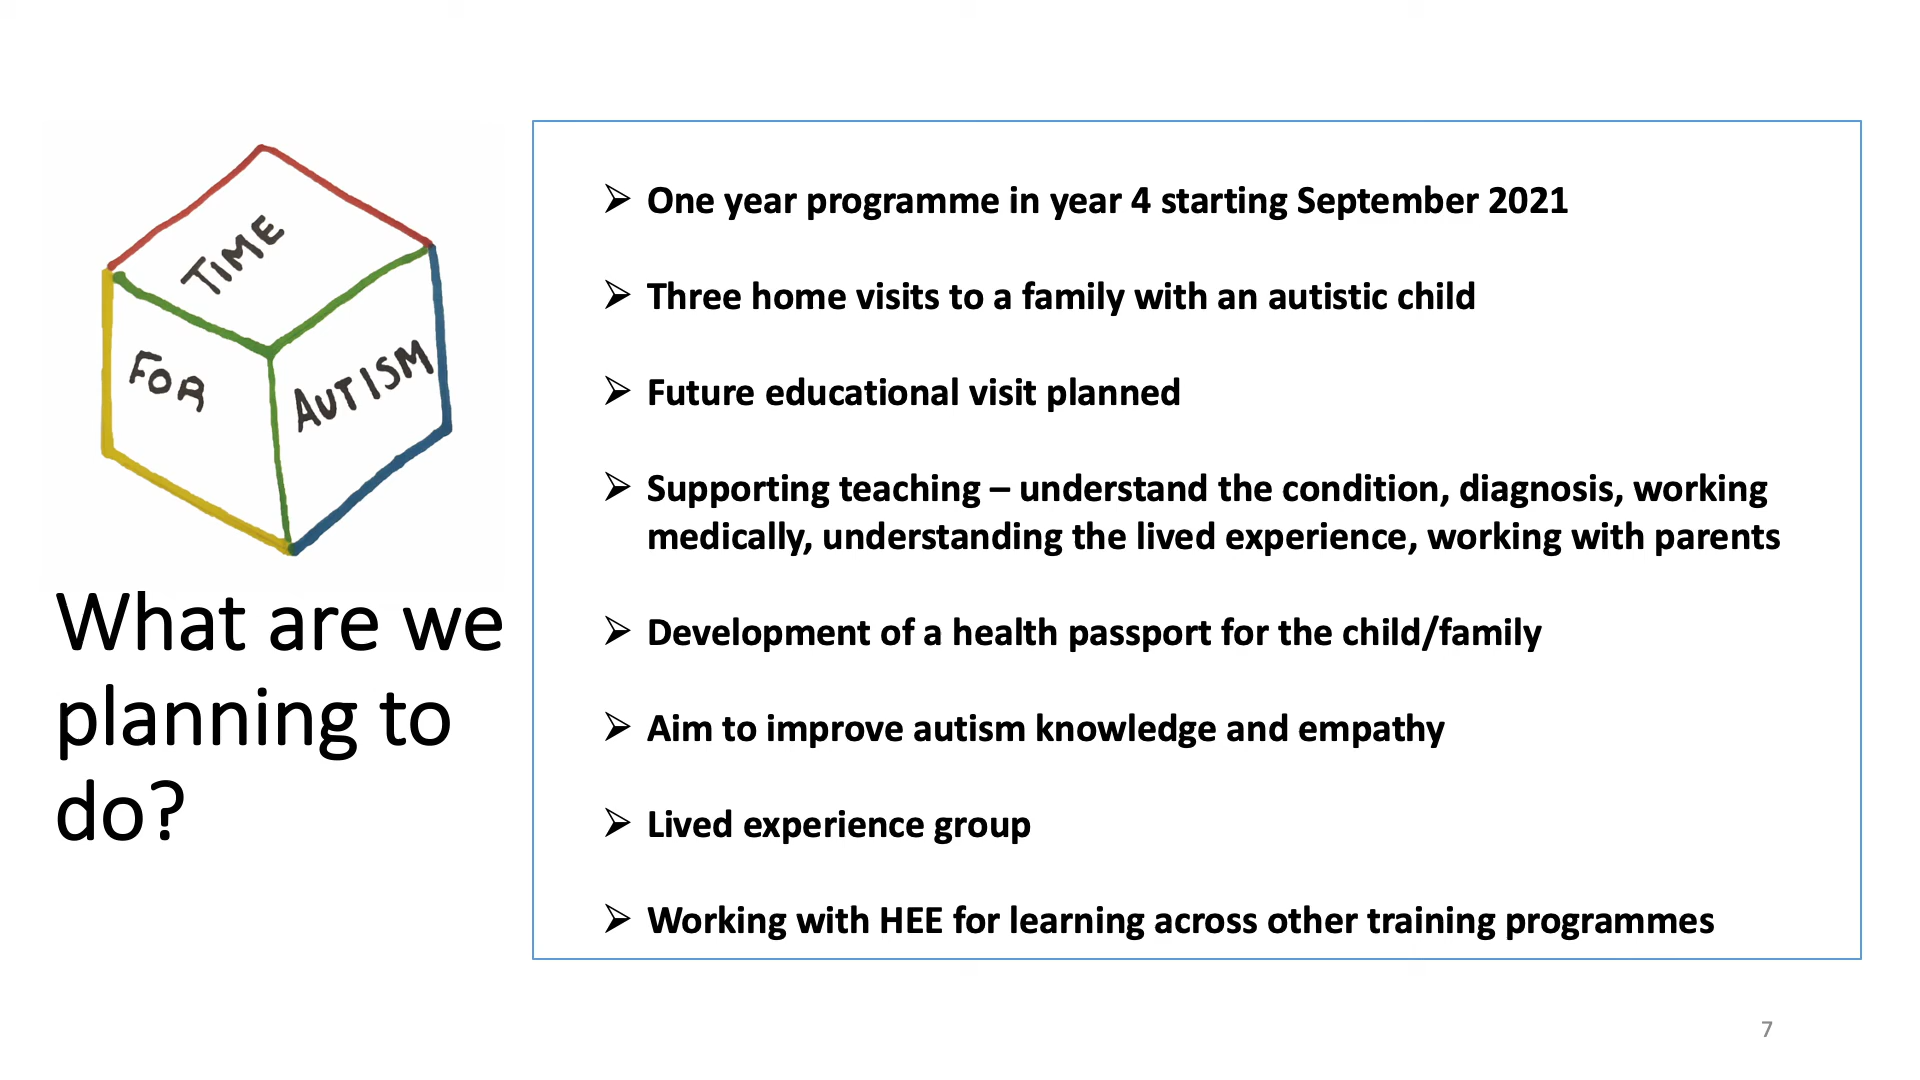 TIME
FOR
AUTISM
What are we
planning to
do?
➢ One year programme in year 4 starting September 2021
➢ Three home visits to a family with an autistic child
➢ Future educational visit planned
➢ Supporting teaching – understand the condition, diagnosis, working
medically, understanding the lived experience, working with parents
➢ Development of a health passport for the child/family
➢ Aim to improve autism knowledge and empathy
➢ Lived experience group
➢ Working with HEE for learning across other training programmes
7